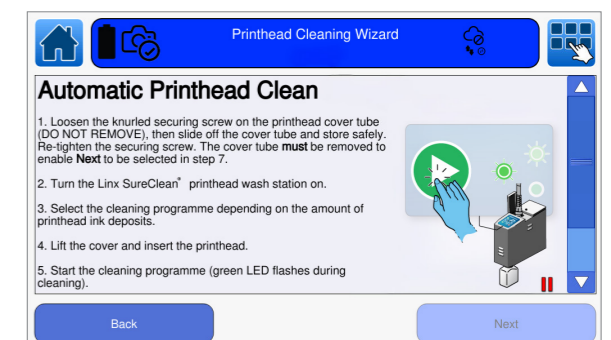 Printhead Cleaning Wizard
Automatic Printhead Clean
1. Loosen the knurled securing screw on the printhead cover tube
(DO NOT REMOVE), then slide off the cover tube and store safely.
Re-tighten the securing screw. The cover tube must be removed to
enable Next to be selected in step 7.
2. Turn the Linx SureClean® printhead wash station on.
3. Select the cleaning programme depending on the amount of
printhead ink deposits.
4. Lift the cover and insert the printhead.
5. Start the cleaning programme (green LED flashes during
cleaning).
Back
Next